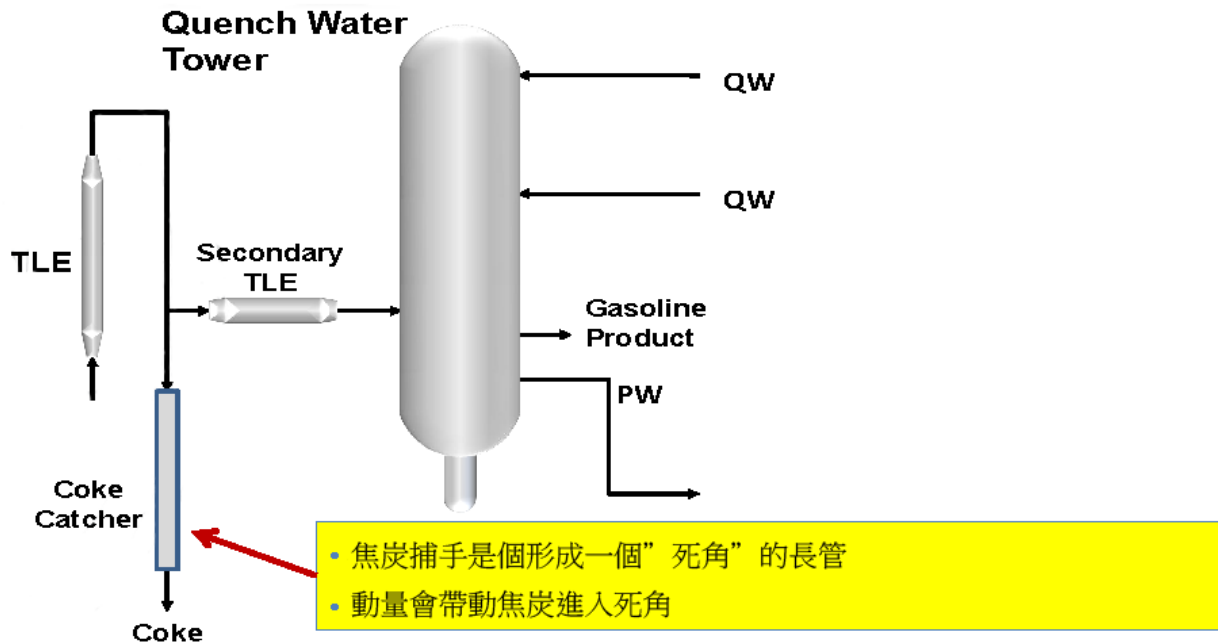 Quench Water
Tower
QW
QW
TLE
Secondary
TLE
Gasoline
Product
PW
Coke
Catcher
• 焦炭捕手是個形成一個”死角”的長管
• 動量會帶動焦炭進入死角
Coke